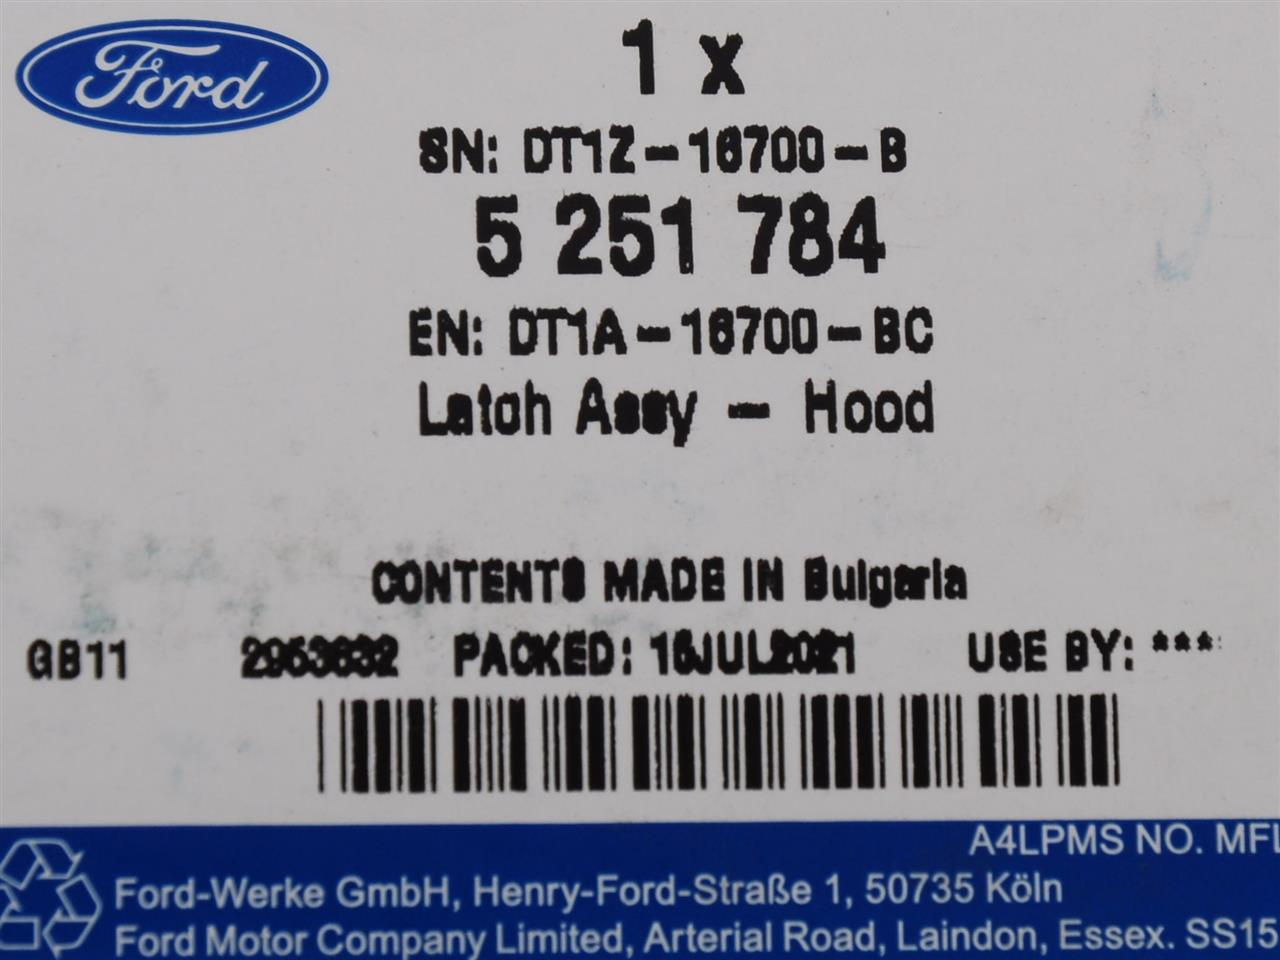 Ford
1 x
SN: DT1Z-16700-B
5 251 784
EN: DT1A-16700-BC
Latch Assy - Hood
CONTENTS MADE IN Bulgaria
GB11 2953632 PACKED: 16JUL2021 USE BY: ***
A4LPMS NO. MFL
Ford-Werke GmbH, Henry-Ford-Straße 1, 50735 Köln
Ford Motor Company Limited, Arterial Road, Laindon, Essex. SS15